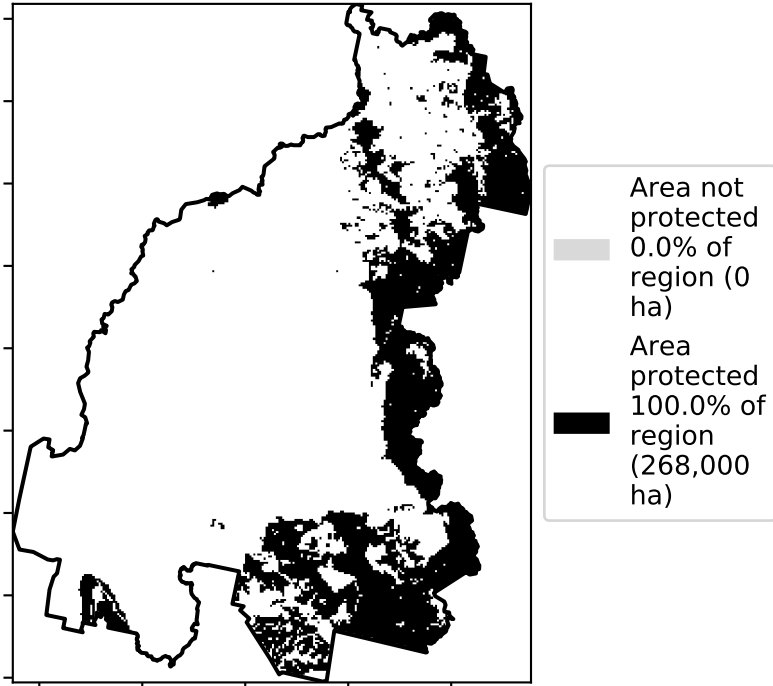 Area not
protected
0.0% of
region (0
ha)
Area
protected
100.0% of
region
(268,000
ha)